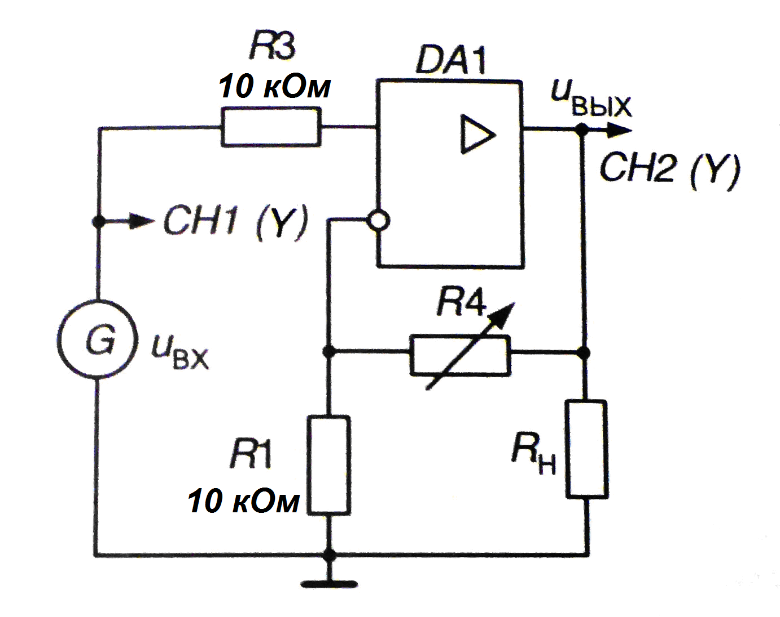 R3
10 кОм
DA1
uВЫХ
CH2 (Y)
CH1 (Y)
G uВХ
R4
R1
10 кОм
RН